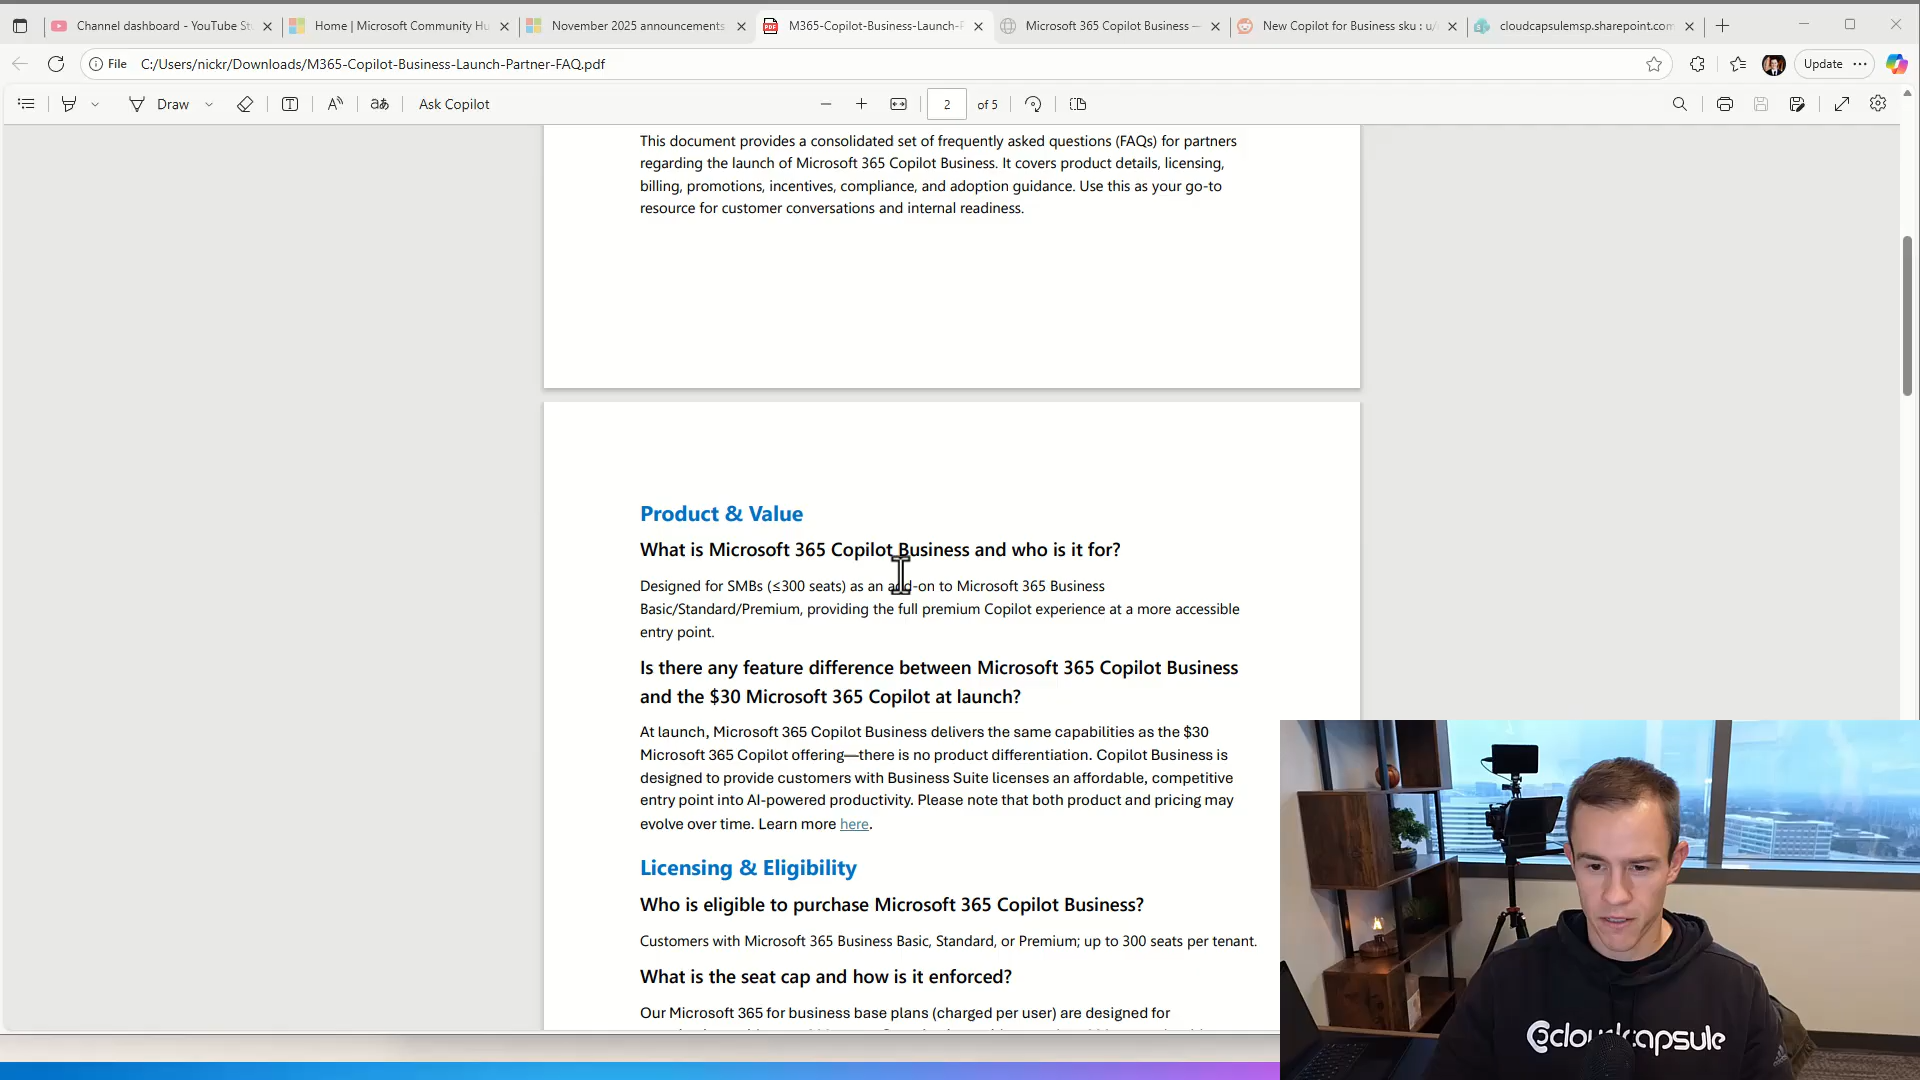 Channel dashboard - YouTube St
Home | Microsoft Community Hu
November 2025 announcements
M365-Copilot-Business-Launch-P
Microsoft 365 Copilot Business —
New Copilot for Business sku : u/
cloudcapsulemsp.sharepoint.com
File
C:/Users/nickr/Downloads/M365-Copilot-Business-Launch-Partner-FAQ.pdf
Update
Draw
Ask Copilot
2
of 5
This document provides a consolidated set of frequently asked questions (FAQs) for partners
regarding the launch of Microsoft 365 Copilot Business. It covers product details, licensing,
billing, promotions, incentives, compliance, and adoption guidance. Use this as your go-to
resource for customer conversations and internal readiness.
Product & Value
What is Microsoft 365 Copilot Business and who is it for?
Designed for SMBs (≤300 seats) as an add-on to Microsoft 365 Business
Basic/Standard/Premium, providing the full premium Copilot experience at a more accessible
entry point.
Is there any feature difference between Microsoft 365 Copilot Business
and the $30 Microsoft 365 Copilot at launch?
At launch, Microsoft 365 Copilot Business delivers the same capabilities as the $30
Microsoft 365 Copilot offering—there is no product differentiation. Copilot Business is
designed to provide customers with Business Suite licenses an affordable, competitive
entry point into AI-powered productivity. Please note that both product and pricing may
evolve over time. Learn more here.
Licensing & Eligibility
Who is eligible to purchase Microsoft 365 Copilot Business?
Customers with Microsoft 365 Business Basic, Standard, or Premium; up to 300 seats per tenant.
What is the seat cap and how is it enforced?
Our Microsoft 365 for business base plans (charged per user) are designed for
cloudcapsule